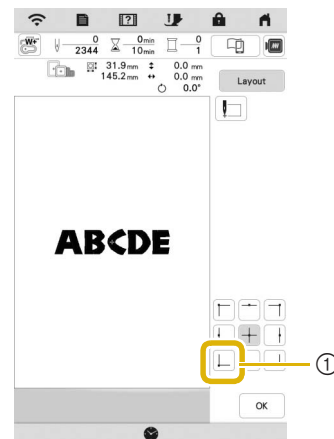 W+
0
2344
0min
10min
0
1
31.9mm
0.0 mm
145.2mm
0.0 mm
0.0°
Layout
ABCDE
①
OK